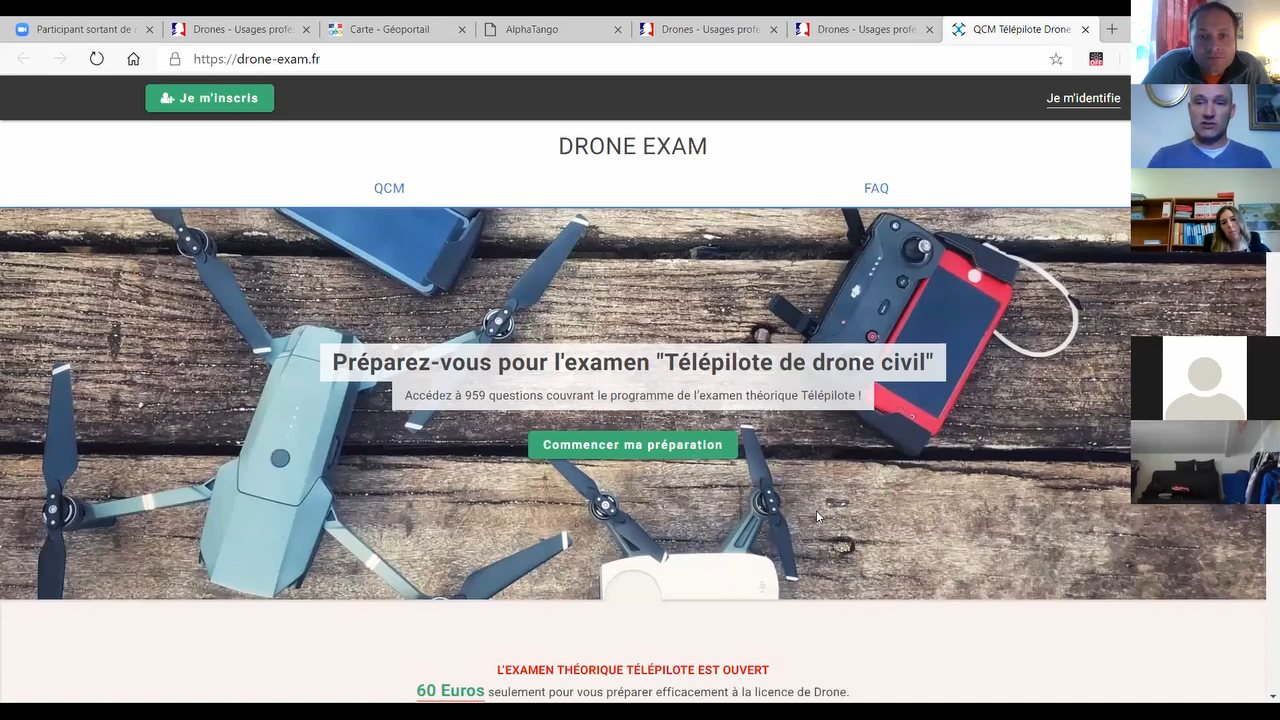 Participant sortant de
Drones - Usages profe
Carte - Géoportail
AlphaTango
Drones - Usages profe
Drones - Usages profe
QCM Télépilote Drone
https://drone-exam.fr
OFF
Je m'inscris
Je m'identifie
DRONE EXAM
QCM
FAQ
Préparez-vous pour l'examen "Télépilote de drone civil"
Accédez à 959 questions couvrant le programme de l'examen théorique Télépilote !
Commencer ma préparation
L'EXAMEN THÉORIQUE TÉLÉPILOTE EST OUVERT
60 Euros seulement pour vous préparer efficacement à la licence de Drone.